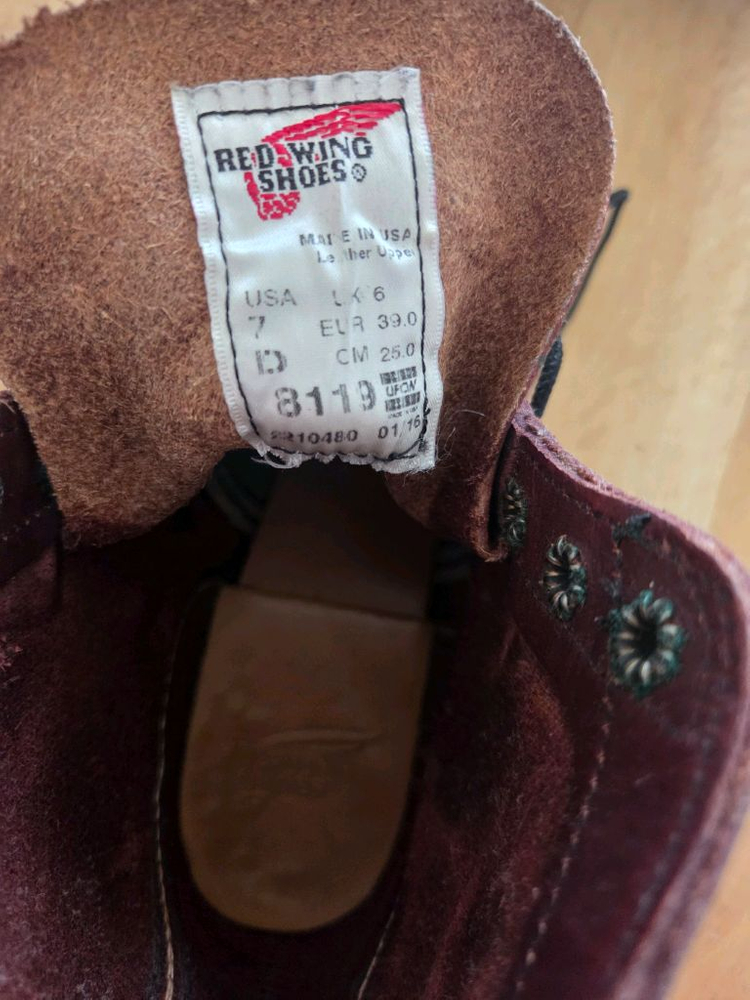 RED WING
SHOES®
MADE IN USA
Leather Upper
USA UK 6
7 EUR 39.0
D CM 25.0
8119
01/16